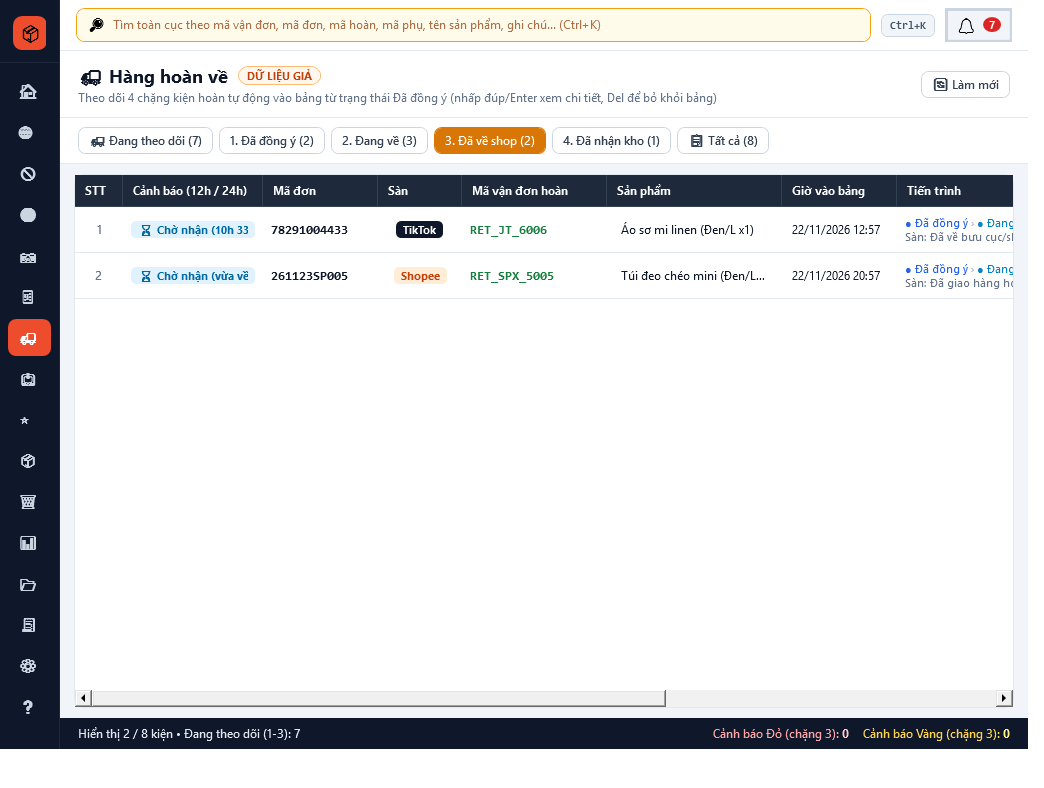 Tìm toàn cục theo mã vận đơn, mã đơn, mã hoàn, mã phụ, tên sản phẩm, ghi chú... (Ctrl+K)
Ctrl+K
7
Hàng hoàn về
DỮ LIỆU GIẢ
Theo dõi 4 chặng kiện hoàn tự động vào bảng từ trạng thái Đã đồng ý (nhấp đúp/Enter xem chi tiết, Del để bỏ khỏi bảng)
Làm mới
Đang theo dõi (7)
1. Đã đồng ý (2)
2. Đang về (3)
3. Đã về shop (2)
4. Đã nhận kho (1)
Tất cả (8)
STT
Cảnh báo (12h / 24h)
Mã đơn
Sàn
Mã vận đơn hoàn
Sản phẩm
Giờ vào bảng
Tiến trình
1
Chờ nhận (10h 33
78291004433
TikTok
RET_JT_6006
Áo sơ mi linen (Đen/L x1)
22/11/2026 12:57
● Đã đồng ý › ● Đang
Sàn: Đã về bưu cục/sh
2
Chờ nhận (vừa về
261123SP005
Shopee
RET_SPX_5005
Túi đeo chéo mini (Đen/L...
22/11/2026 20:57
● Đã đồng ý › ● Đang
Sàn: Đã giao hàng ho
Hiển thị 2 / 8 kiện • Đang theo dõi (1-3): 7
Cảnh báo Đỏ (chặng 3): 0
Cảnh báo Vàng (chặng 3): 0